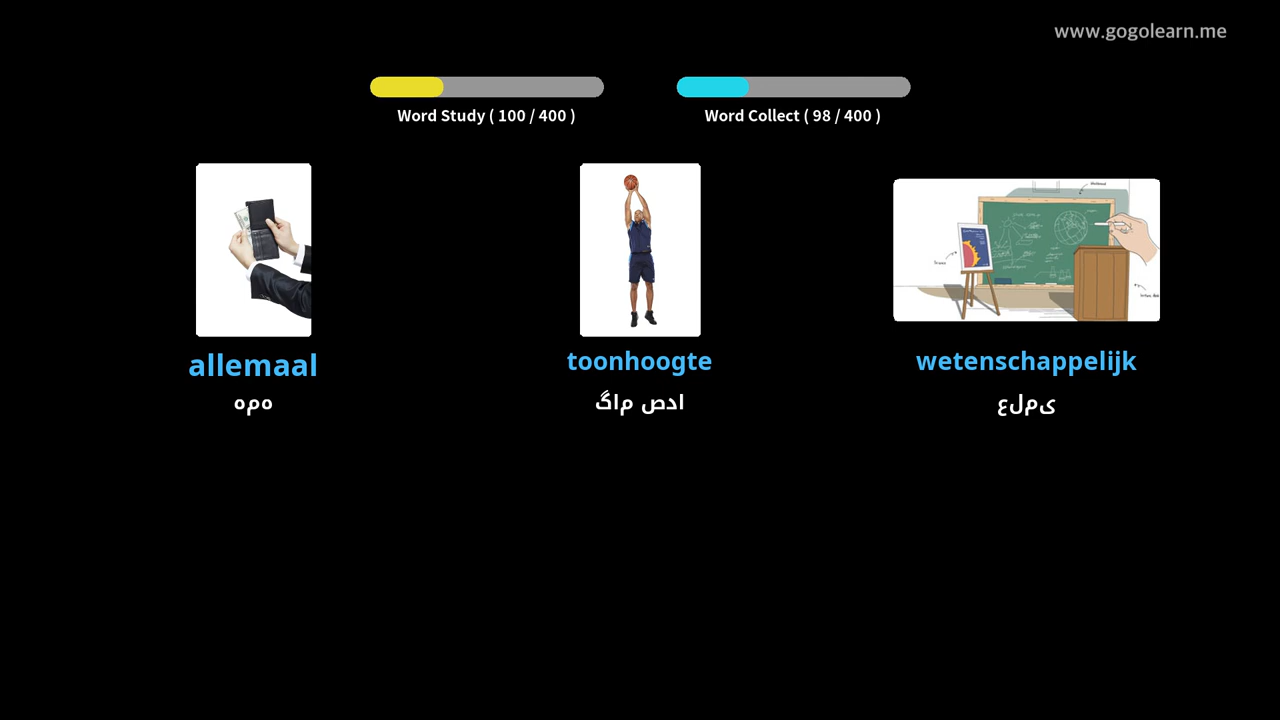 www.gogolearn.me
Word Study ( 100 / 400 )
Word Collect ( 98 / 400 )
allemaal
همه
toonhoogte
گام صدا
wetenschappelijk
علمی